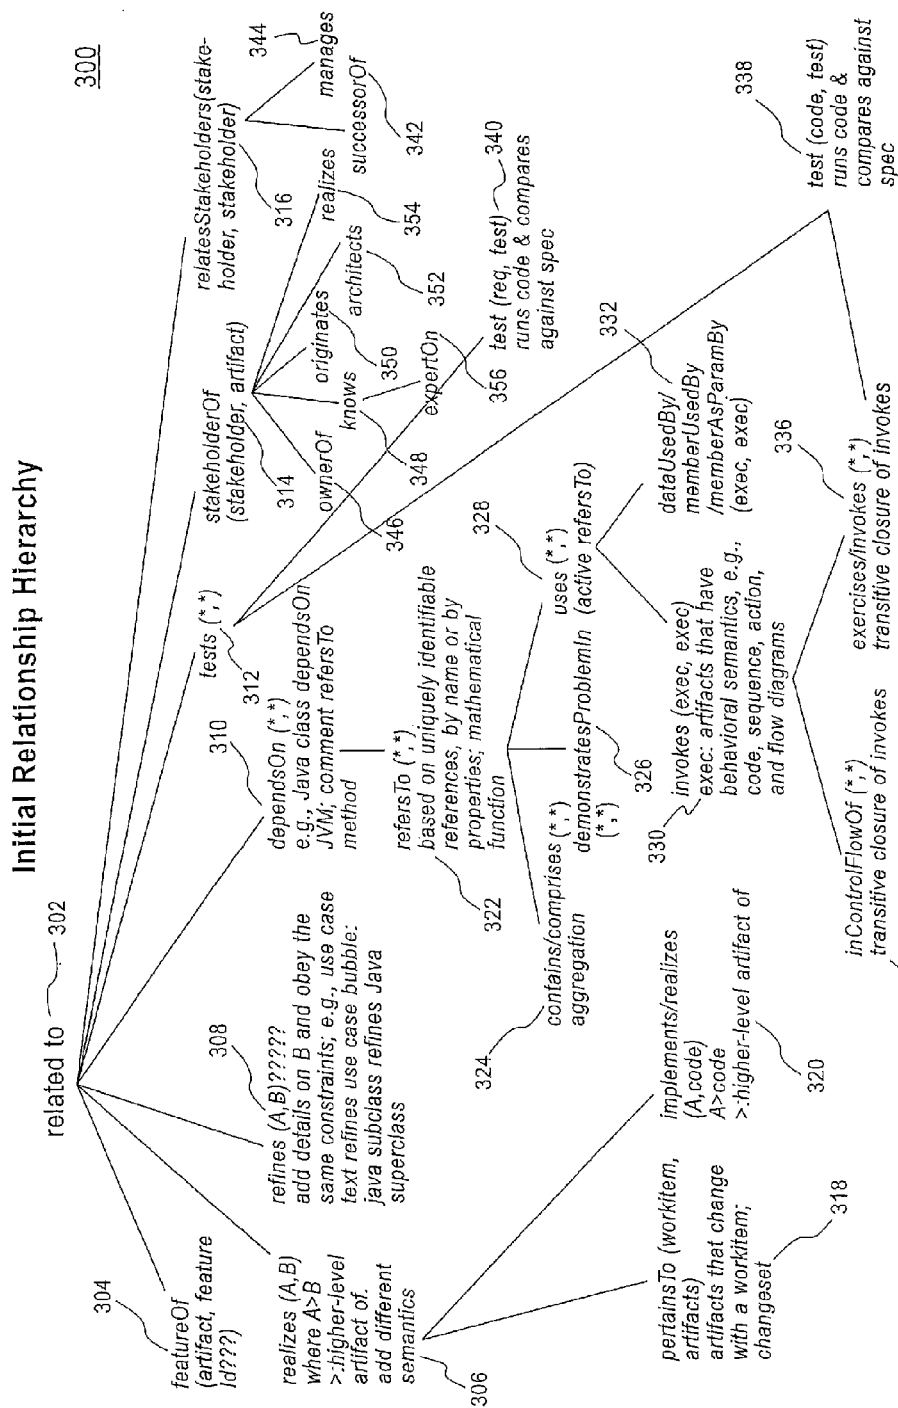 Initial Relationship Hierarchy
300
related to
302
304
featureOf
(artifact, feature
Id???)
realizes (A,B)
where A>B
>:higher-level
artifact of.
add different
semantics
306
308
refines (A,B)?????
add details on B and obey the
same constraints; e.g., use case
text refines use case bubble:
java subclass refines Java
superclass
310
dependsOn (*,*)
e.g., Java class dependsOn
JVM; comment refersTo
method
tests (*,*)
312
stakeholderOf
(stakeholder, artifact)
314
relatesStakeholders(stake-
holder, stakeholder)
316
344
manages
successorOf
342
ownerOf
346
knows
348
originates
350
architects
352
realizes
354
expertOn
356
test (req, test)
runs code & compares
against spec
340
refersTo (*,*)
based on uniquely identifiable
references, by name or by
properties; mathematical
function
322
324
contains/comprises (*,*)
aggregation
demonstratesProblemIn
(*,*)
326
328
uses (*,*)
(active refersTo)
pertainsTo (workitem,
artifacts)
artifacts that change
with a workitem;
changeset
318
implements/realizes
(A,code)
A>code
>:higher-level artifact of
320
330
invokes (exec, exec)
exec: artifacts that have
behavioral semantics, e.g.,
code, sequence, action,
and flow diagrams
332
dataUsedBy/
memberUsedBy
/memberAsParamBy
(exec, exec)
338
test (code, test)
runs code &
compares against
spec
inControlFlowOf (*,*)
transitive closure of invokes
336
exercises/invokes (*,*)
transitive closure of invokes